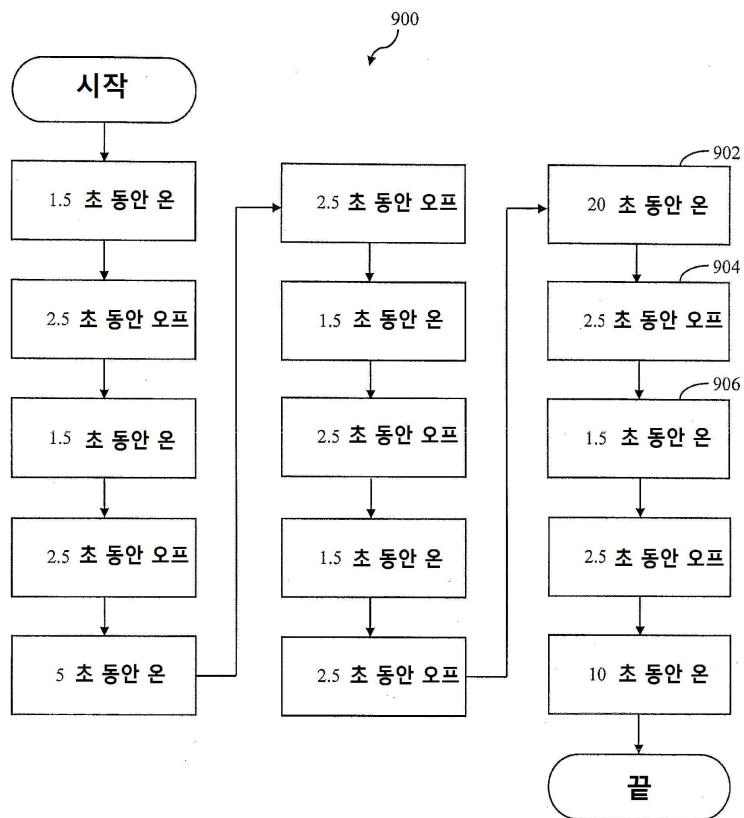 900
시작
1.5 초 동안 온
2.5 초 동안 오프
1.5 초 동안 온
2.5 초 동안 오프
5 초 동안 온
2.5 초 동안 오프
1.5 초 동안 온
2.5 초 동안 오프
1.5 초 동안 온
2.5 초 동안 오프
902
20 초 동안 온
904
2.5 초 동안 오프
906
1.5 초 동안 온
2.5 초 동안 오프
10 초 동안 온
끝